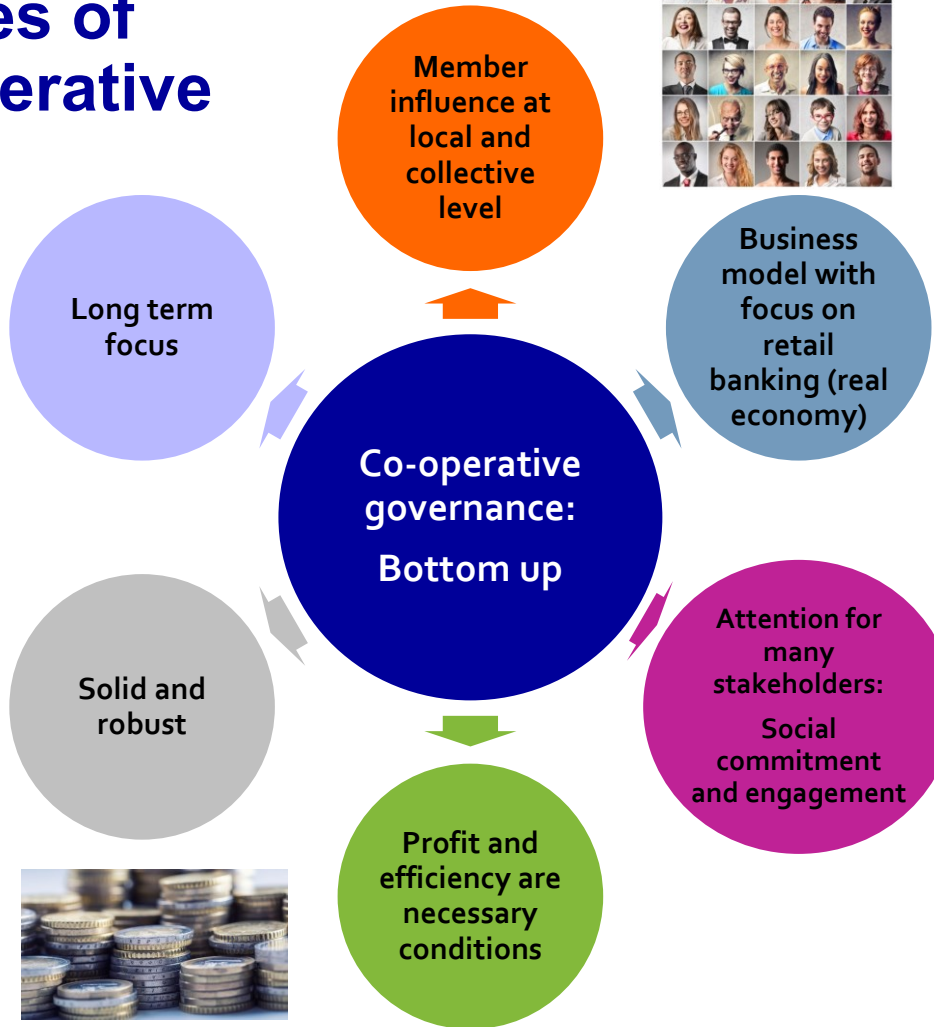 es of
erative
Member
influence at
local and
collective
level
Business
model with
focus on
retail
banking (real
economy)
Long term
focus
Co-operative
governance:
Bottom up
Attention for
many
stakeholders:
Social
commitment
and engagement
Solid and
robust
Profit and
efficiency are
necessary
conditions